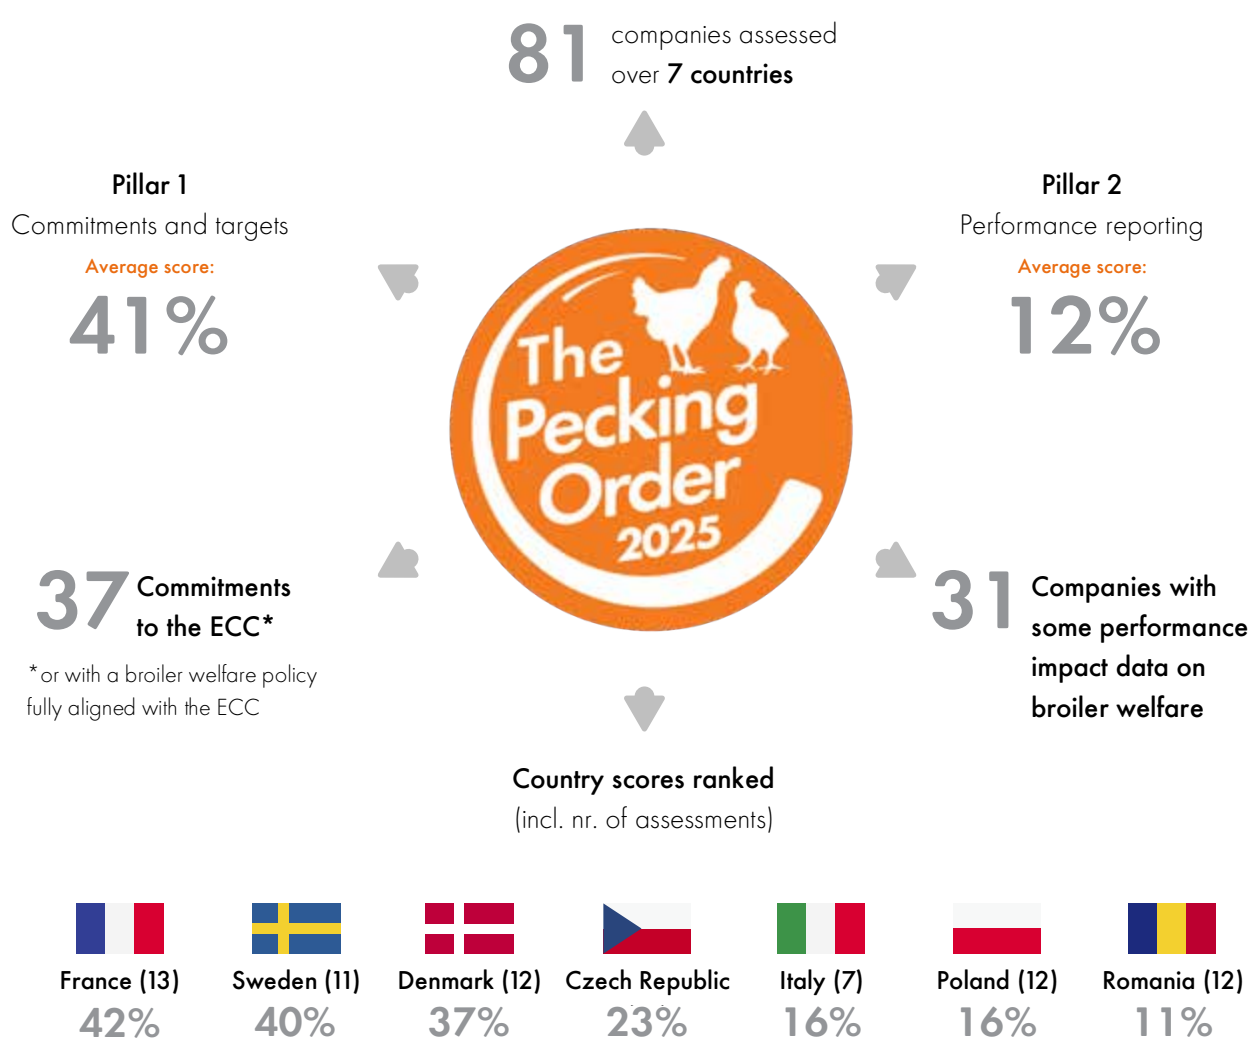 81 companies assessed
over 7 countries
Pillar 1
Commitments and targets
Average score:
41%
Pillar 2
Performance reporting
Average score:
12%
The
Pecking
Order
2025
37 Commitments
to the ECC*
*or with a broiler welfare policy
fully aligned with the ECC
31 Companies with
some performance
impact data on
broiler welfare
Country scores ranked
(incl. nr. of assessments)
France (13)
42%
Sweden (11)
40%
Denmark (12)
37%
Czech Republic
23%
Italy (7)
16%
Poland (12)
16%
Romania (12)
11%